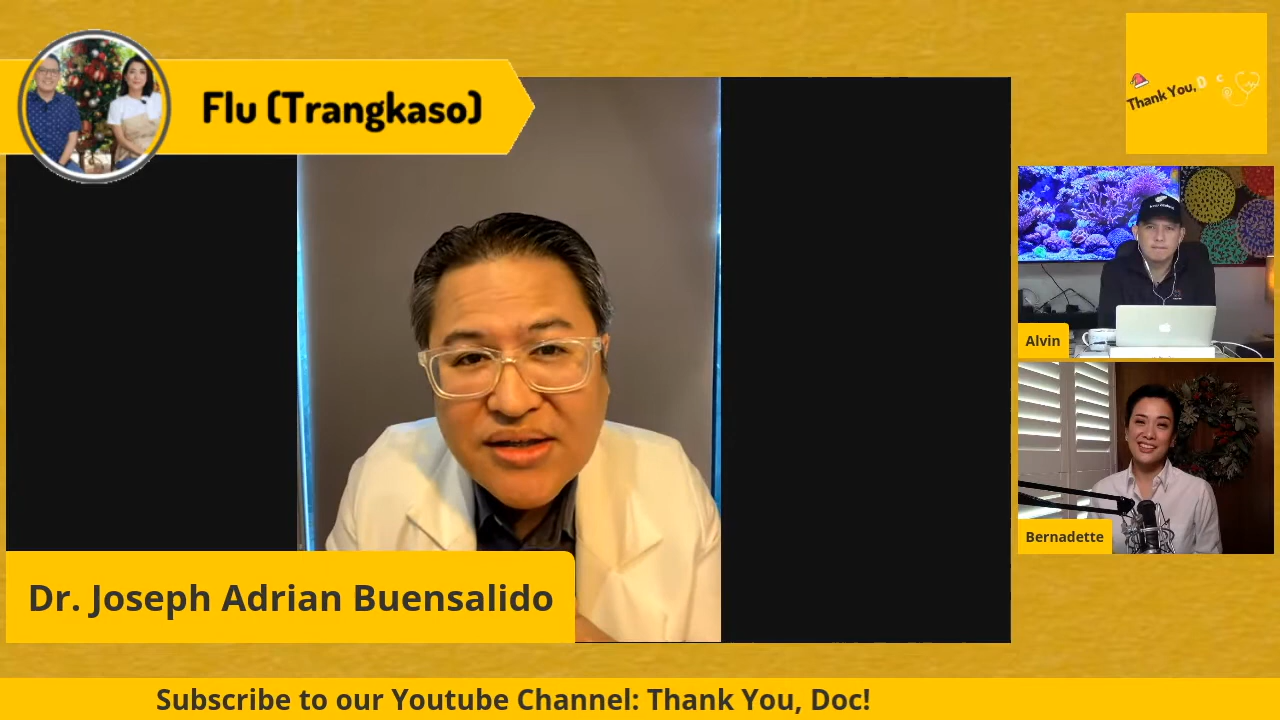 Flu (Trangkaso)
Thank You, D c
Alvin
Bernadette
Dr. Joseph Adrian Buensalido
Subscribe to our Youtube Channel: Thank You, Doc!